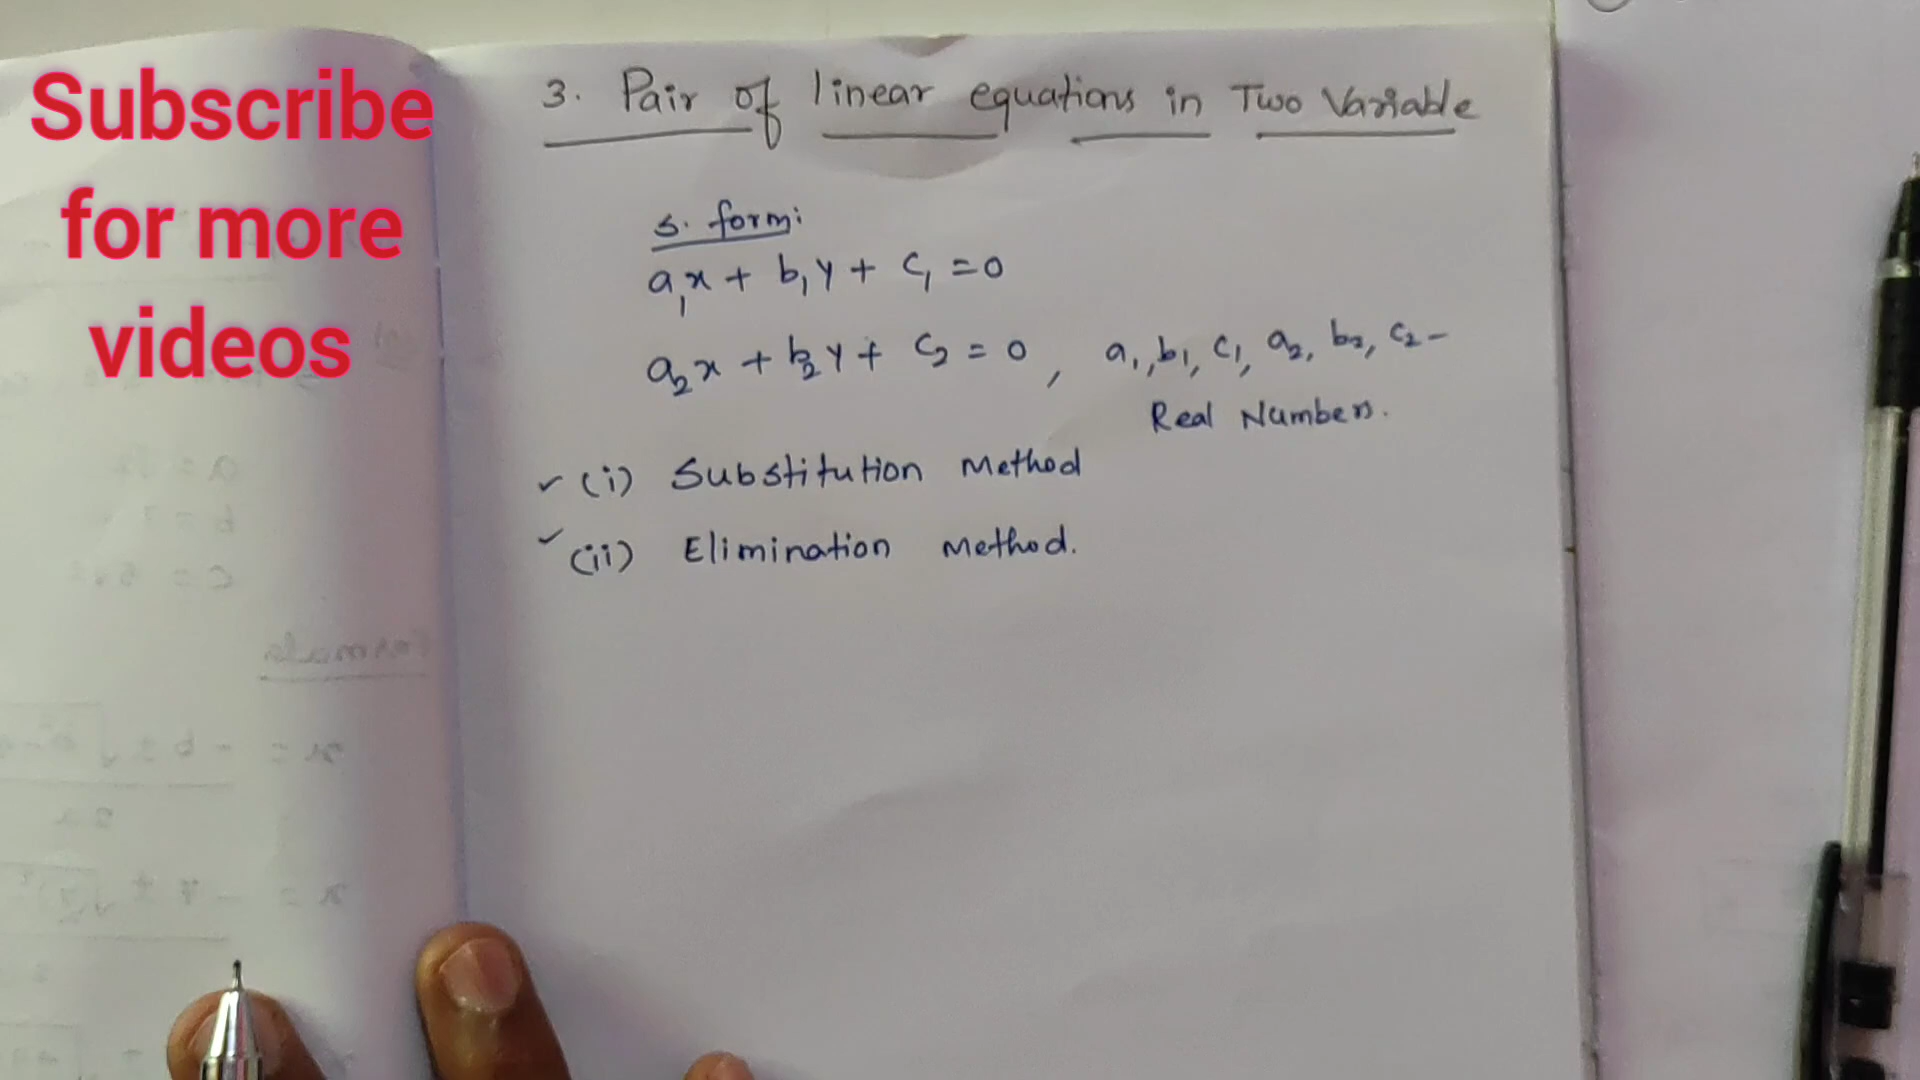 Subscribe
for more
videos
3. Pair of linear equations in Two Variable
S. form:
a₁x + b₁y + c₁ = 0
a₂x + b₂y + c₂ = 0, a₁, b₁, c₁, a₂, b₂, c₂ -
Real Numbers.
✓ (i) Substitution Method
✓ (ii) Elimination Method.